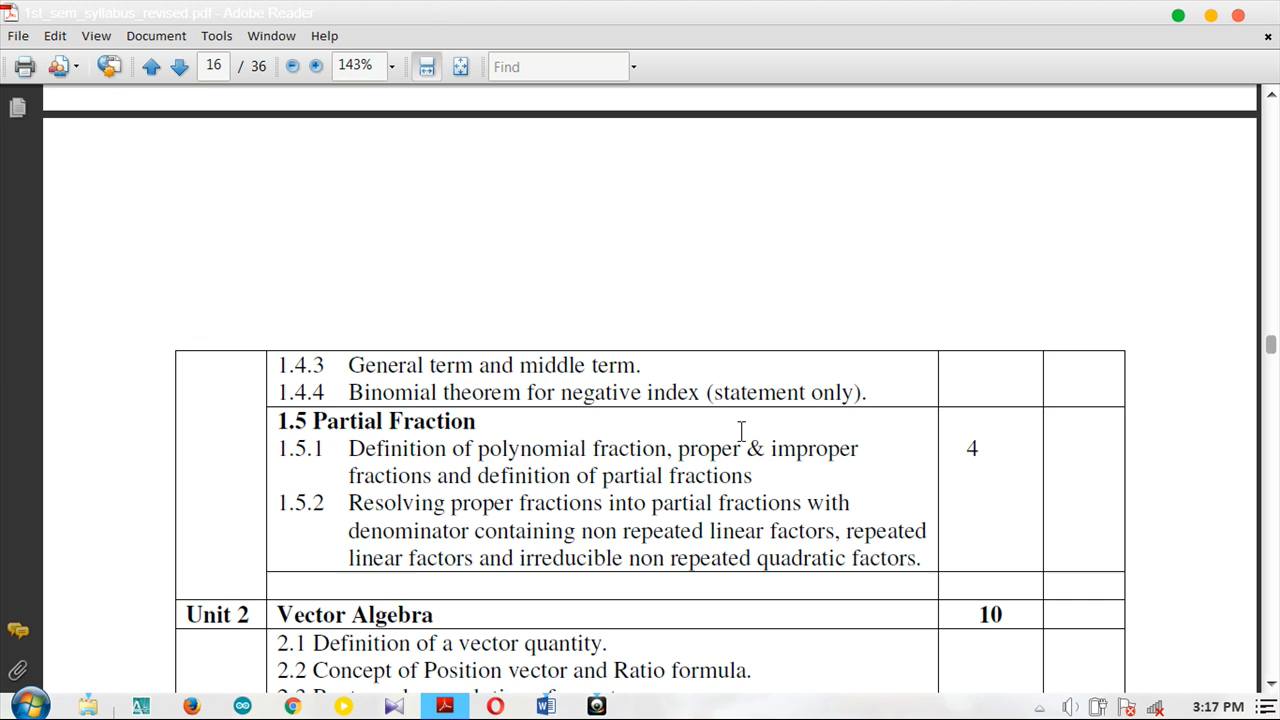 1st_sem_syllabus_revised.pdf - Adobe Reader
File Edit View Document Tools Window Help
16 / 36 143% Find
1.4.3 General term and middle term.
1.4.4 Binomial theorem for negative index (statement only).
1.5 Partial Fraction
1.5.1 Definition of polynomial fraction, proper & improper 4
fractions and definition of partial fractions
1.5.2 Resolving proper fractions into partial fractions with
denominator containing non repeated linear factors, repeated
linear factors and irreducible non repeated quadratic factors.
Unit 2 Vector Algebra 10
2.1 Definition of a vector quantity.
2.2 Concept of Position vector and Ratio formula.
3:17 PM